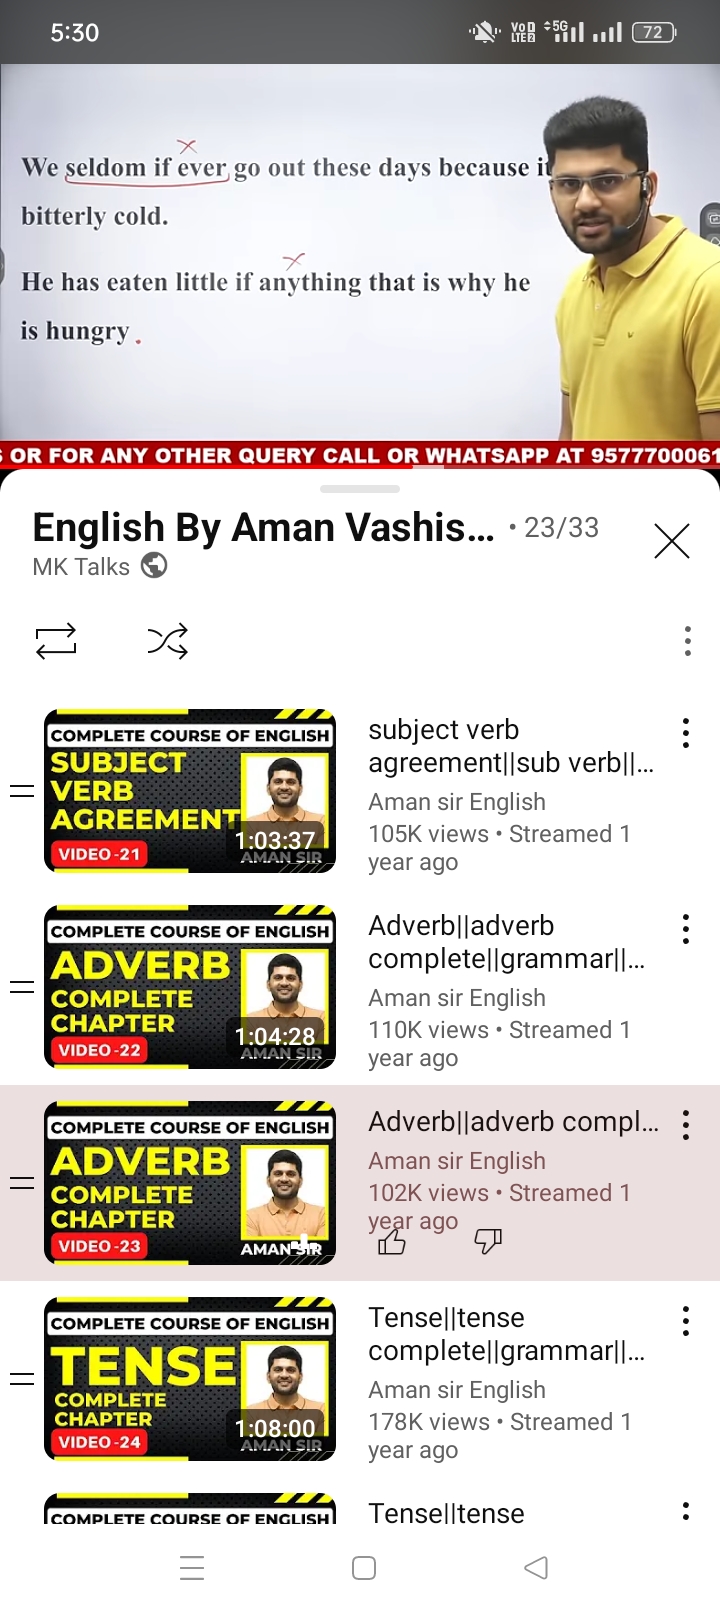 5:30
VoD
LTE2
5G
72
We seldom if ever go out these days because it
bitterly cold.
He has eaten little if anything that is why he
is hungry.
OR FOR ANY OTHER QUERY CALL OR WHATSAPP AT 9577700061
English By Aman Vashis... • 23/33
MK Talks
COMPLETE COURSE OF ENGLISH
SUBJECT
VERB
AGREEMENT
1:03:37
VIDEO -21
AMAN SIR
subject verb
agreement||sub verb||...
Aman sir English
105K views • Streamed 1
year ago
COMPLETE COURSE OF ENGLISH
ADVERB
COMPLETE
CHAPTER
1:04:28
VIDEO -22
AMAN SIR
Adverb||adverb
complete||grammar||...
Aman sir English
110K views • Streamed 1
year ago
COMPLETE COURSE OF ENGLISH
ADVERB
COMPLETE
CHAPTER
VIDEO -23
AMAN SIR
Adverb||adverb compl...
Aman sir English
102K views • Streamed 1
year ago
COMPLETE COURSE OF ENGLISH
TENSE
COMPLETE
CHAPTER
1:08:00
VIDEO -24
AMAN SIR
Tense||tense
complete||grammar||...
Aman sir English
178K views • Streamed 1
year ago
COMPLETE COURSE OF ENGLISH
Tense||tense